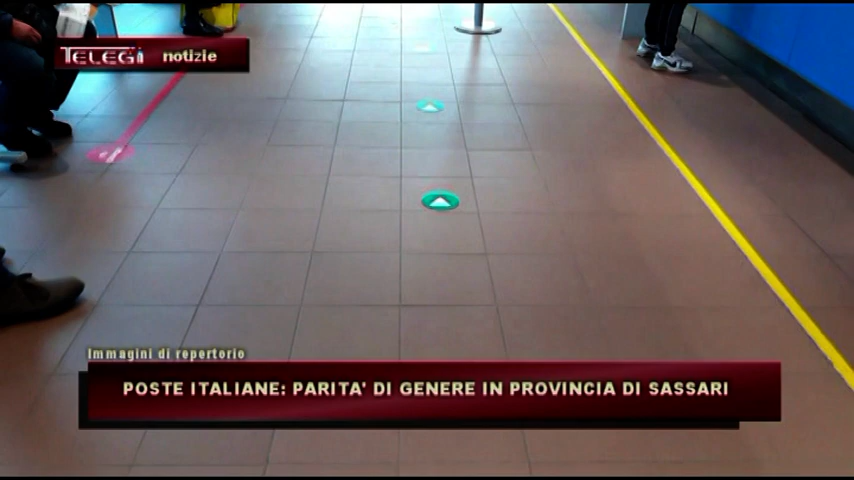 TELEGI notizie
Immagini di repertorio
POSTE ITALIANE: PARITA' DI GENERE IN PROVINCIA DI SASSARI